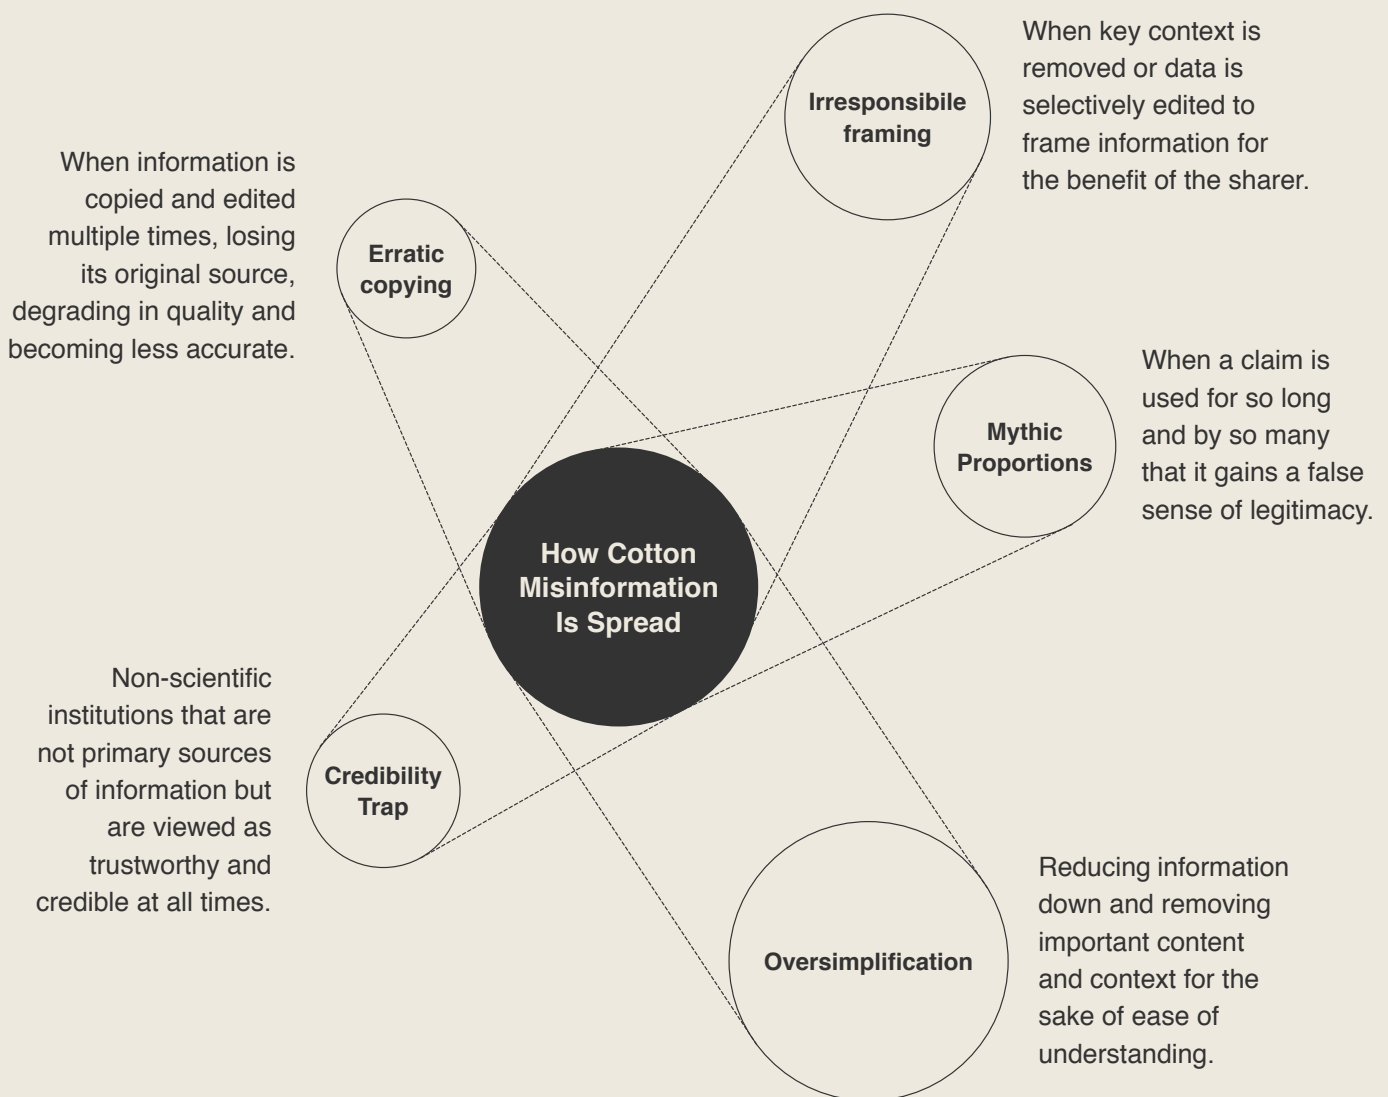 When key context is
removed or data is
selectively edited to
frame information for
the benefit of the sharer.
Irresponsibile
framing
When information is
copied and edited
multiple times, losing
its original source,
degrading in quality and
becoming less accurate.
Erratic
copying
When a claim is
used for so long
and by so many
that it gains a false
sense of legitimacy.
Mythic
Proportions
How Cotton
Misinformation
Is Spread
Non-scientific
institutions that are
not primary sources
of information but
are viewed as
trustworthy and
credible at all times.
Credibility
Trap
Oversimplification
Reducing information
down and removing
important content
and context for the
sake of ease of
understanding.